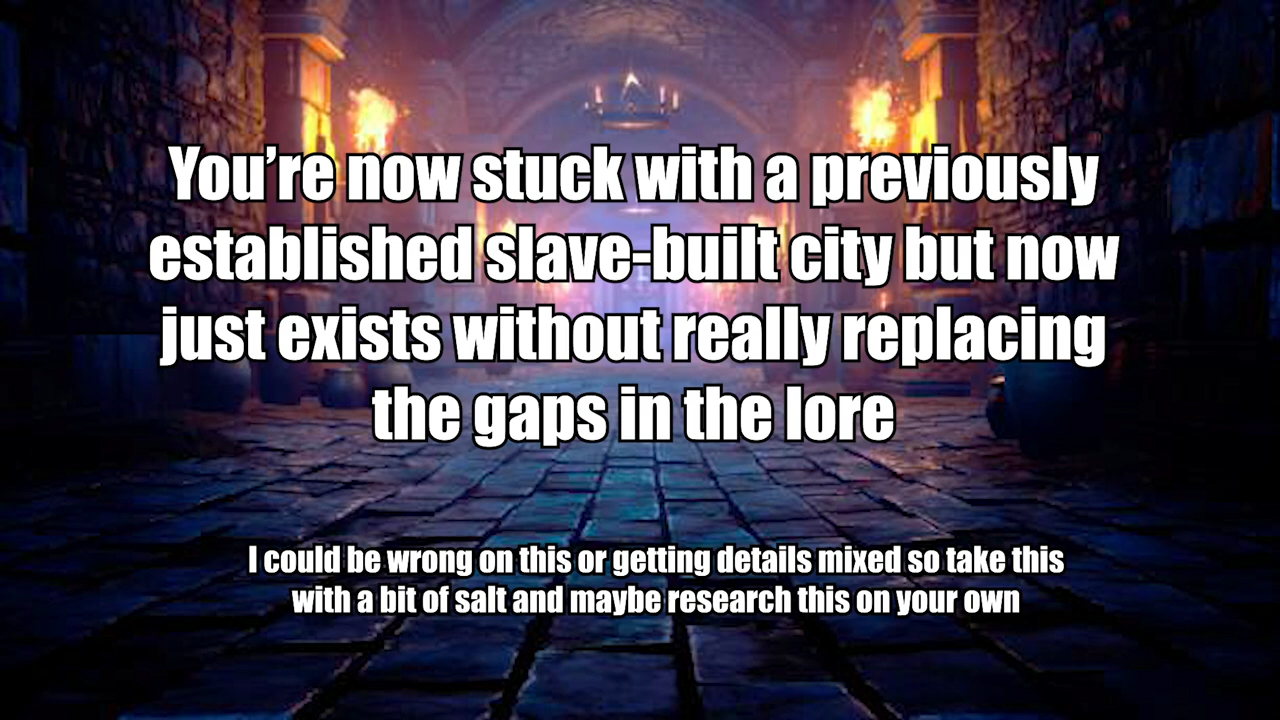 You’re now stuck with a previously
established slave-built city but now
just exists without really replacing
the gaps in the lore
I could be wrong on this or getting details mixed so take this
with a bit of salt and maybe research this on your own